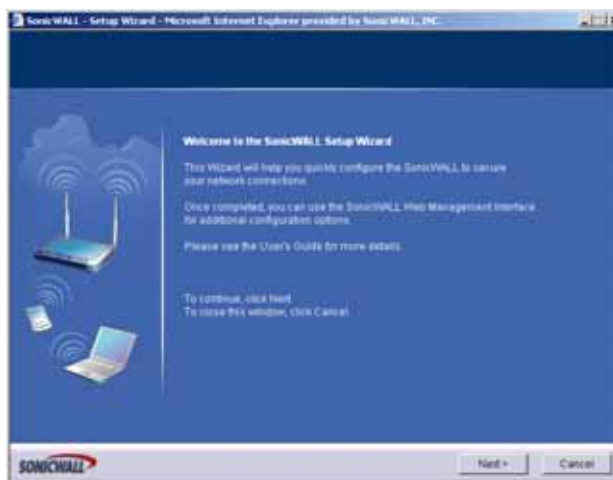 SonicWALL - Setup Wizard - Microsoft Internet Explorer provided by SonicWALL, INC.
Welcome to the SonicWALL Setup Wizard
This Wizard will help you quickly configure the SonicWALL to secure
your network connections.
Once completed, you can use the SonicWALL Web Management Interface
for additional configuration options.
Please see the User's Guide for more details.
To continue, click Next.
To close this window, click Cancel.
SONICWALL
Next >
Cancel